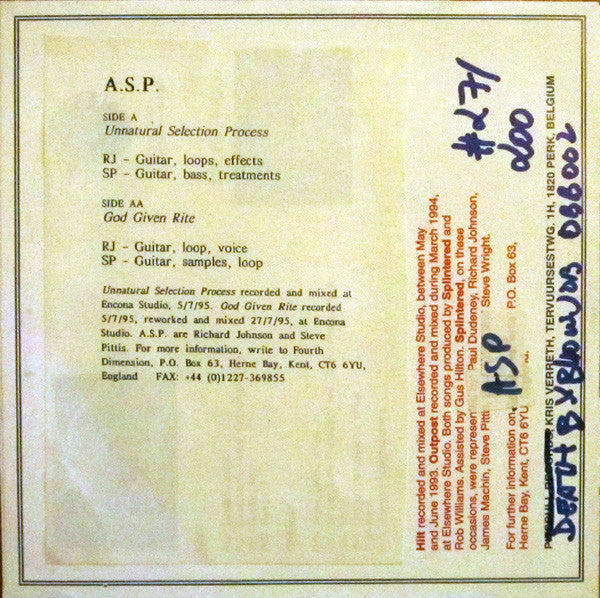 A.S.P.
SIDE A
Unnatural Selection Process
RJ - Guitar, loops, effects
SP - Guitar, bass, treatments
SIDE AA
God Given Rite
RJ - Guitar, loop, voice
SP - Guitar, samples, loop
Unnatural Selection Process recorded and mixed at
Encona Studio, 5/7/95. God Given Rite recorded
5/7/95, reworked and mixed 27/7/95, at Encona
Studio. A.S.P. are Richard Johnson and Steve
Pittis. For more information, write to Fourth
Dimension, P.O. Box 63, Herne Bay, Kent, CT6 6YU,
England FAX: +44 (0)1227-369855
Hilt recorded and mixed at Elsewhere Studio, between May
and June 1993. Outpost recorded and mixed during March 1994,
at Elsewhere Studio. Both songs produced by Splintered and
Rob Williams. Assisted by Gus Hilton. Splintered, on these
occasions, were represen Paul Dudeney, Richard Johnson,
James Machin, Steve Pitti Steve Wright.
For further information on, P.O. Box 63,
Herne Bay, Kent, CT6 6YU
ASP
#27/
200
KRIS VERRETH, TERVUURSESTWG. 1H, 1820 PERK, BELGIUM
DEATH BY BLOWJOB DBB002